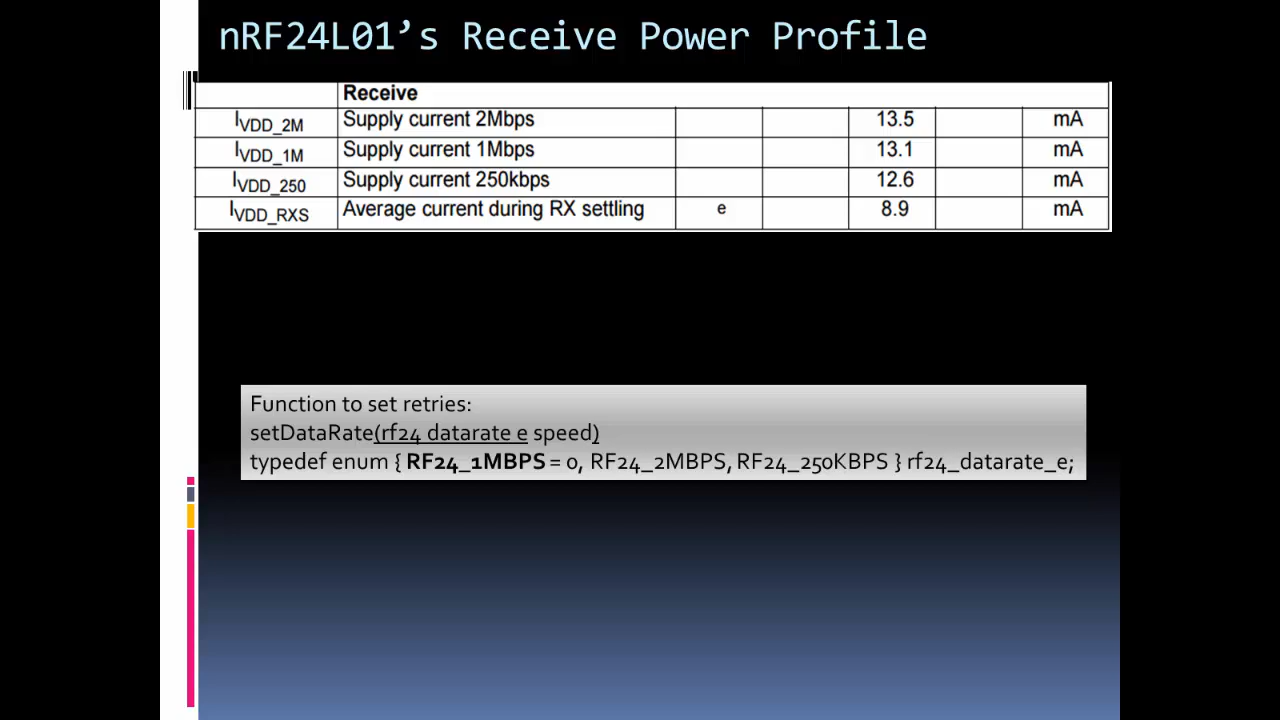 nRF24L01’s Receive Power Profile
Receive
IVDD_2M Supply current 2Mbps 13.5 mA
IVDD_1M Supply current 1Mbps 13.1 mA
IVDD_250 Supply current 250kbps 12.6 mA
IVDD_RXS Average current during RX settling e 8.9 mA
Function to set retries:
setDataRate(rf24 datarate e speed)
typedef enum { RF24_1MBPS = 0, RF24_2MBPS, RF24_250KBPS } rf24_datarate_e;